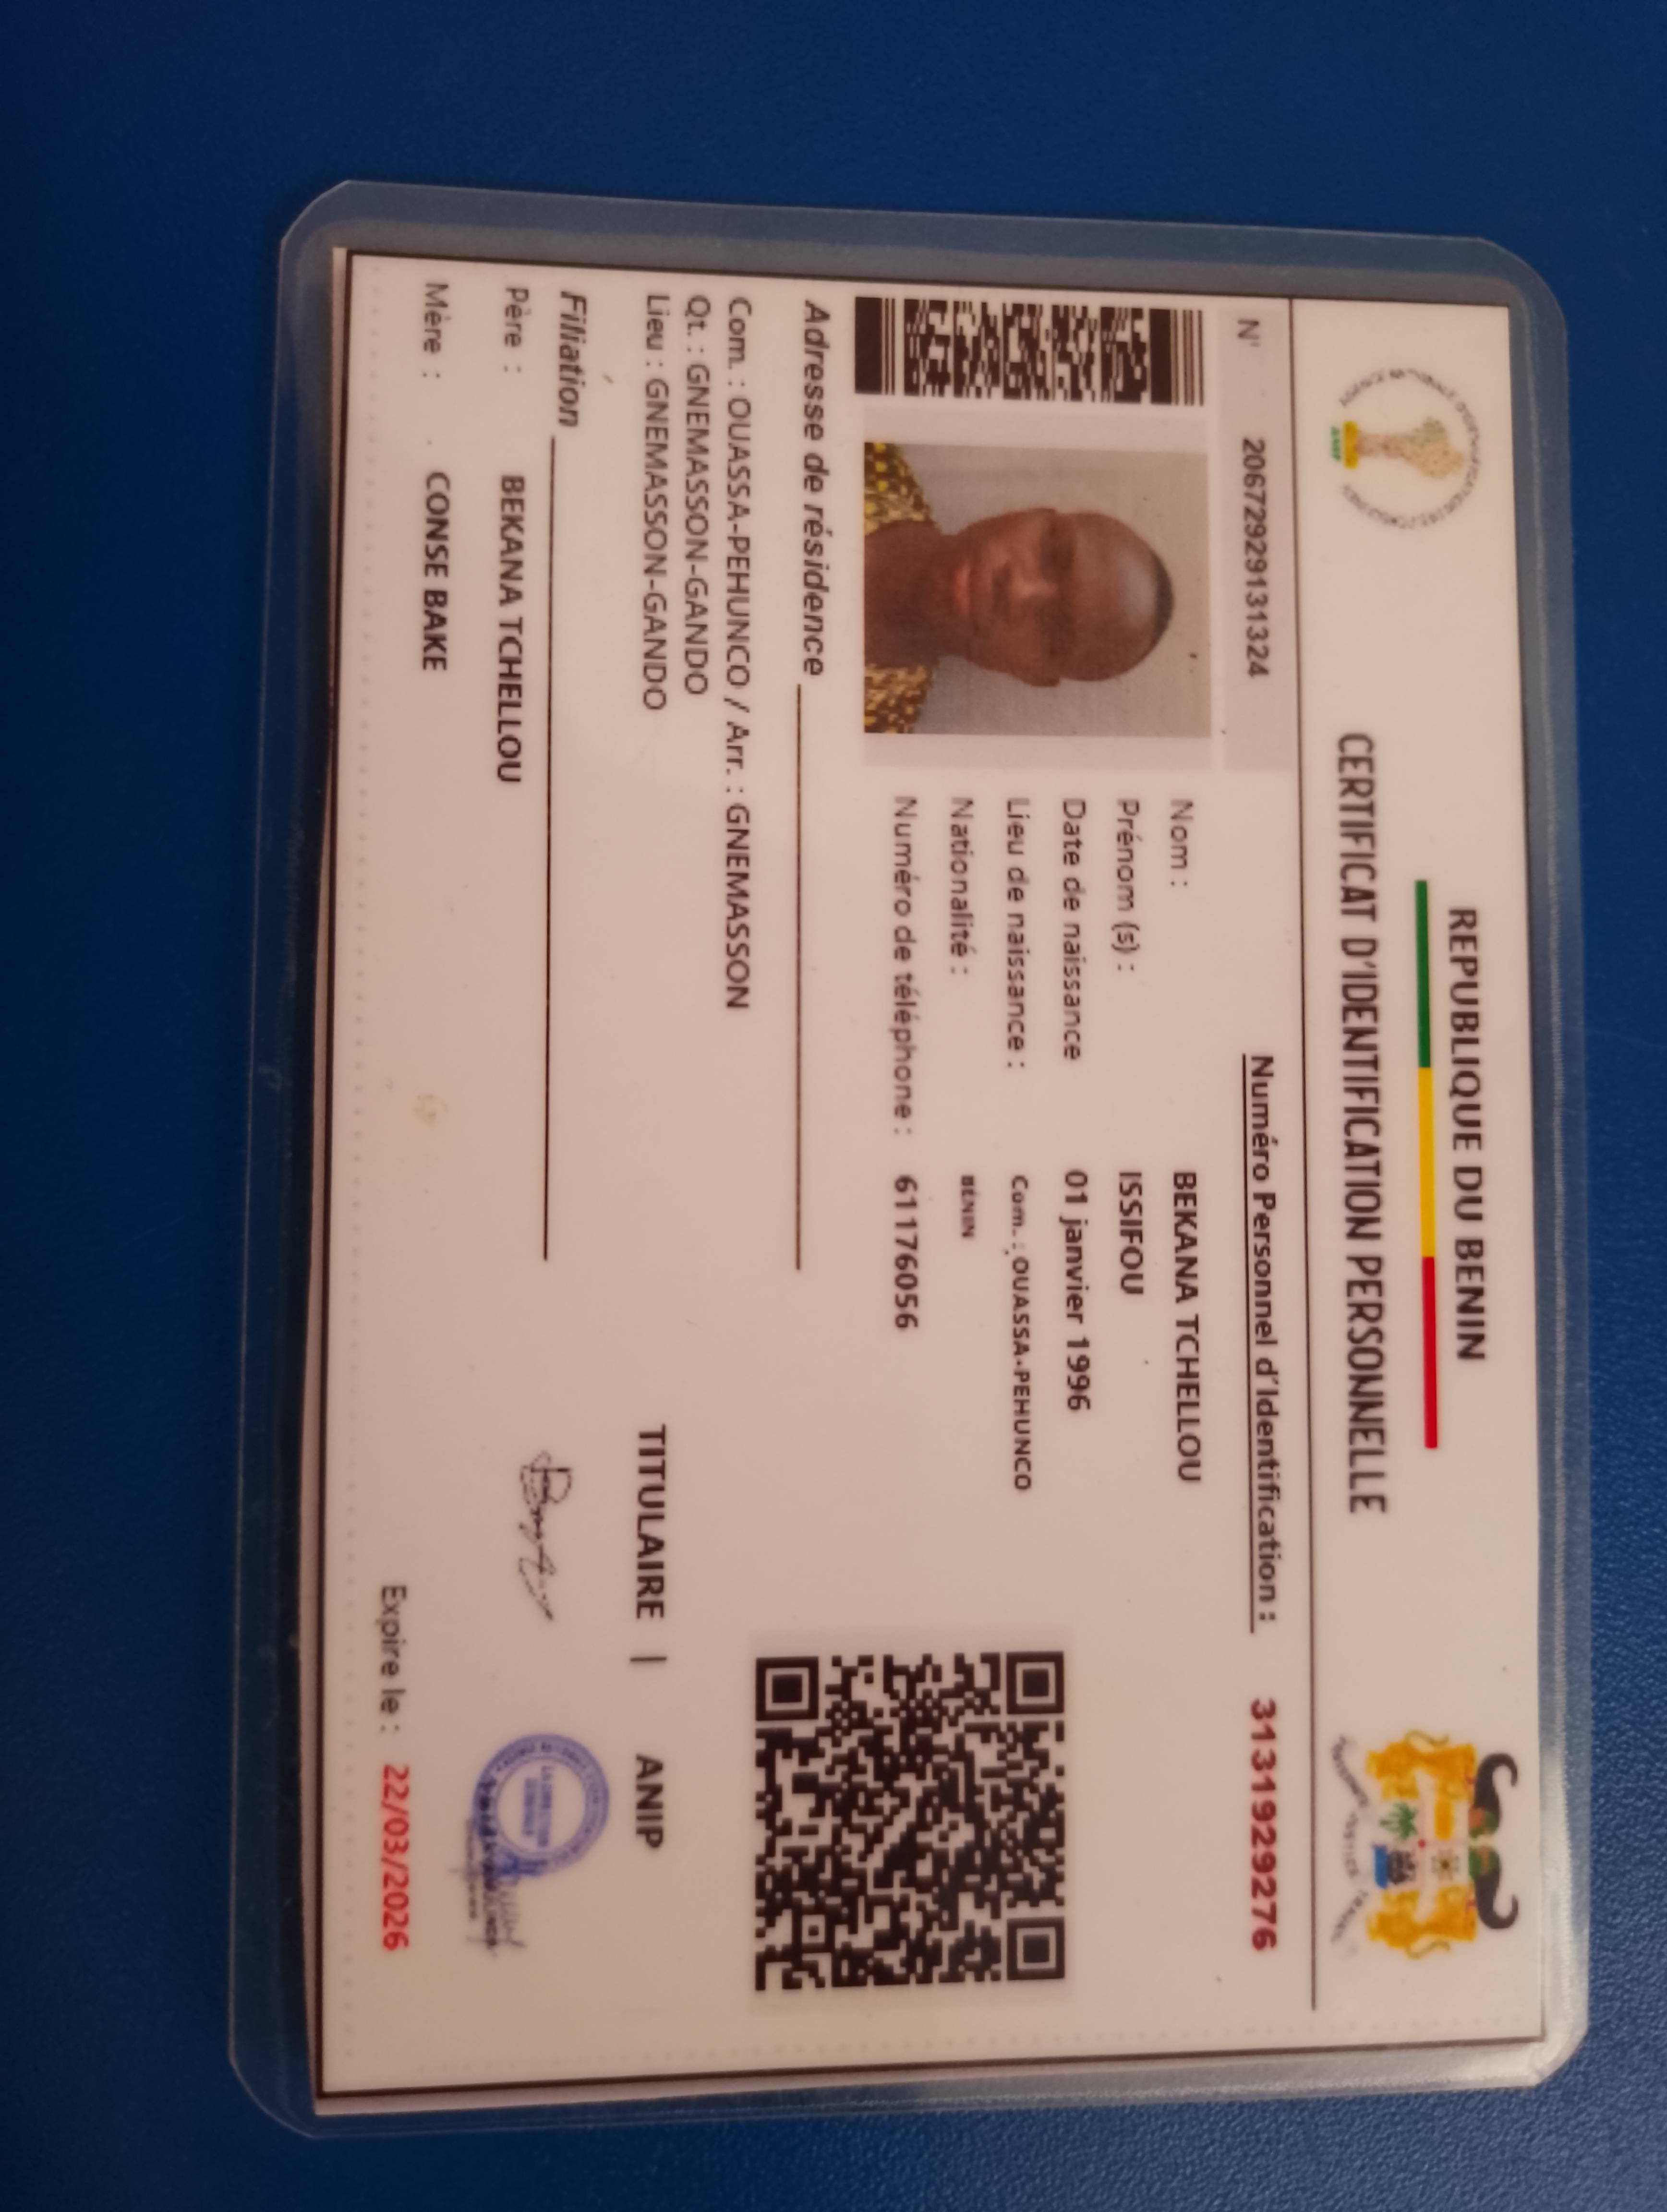 REPUBLIQUE DU BENIN
CERTIFICAT D'IDENTIFICATION PERSONNELLE
N° 20672929131324
Numéro Personnel d'Identification : 3131929276
Nom : BEKANA TCHELLOU
Prénom (s) : ISSIFOU
Date de naissance 01 janvier 1996
Lieu de naissance : Com. : OUASSA-PEHUNCO
Nationalité : BÉNIN
Numéro de téléphone : 61176056
Adresse de résidence
Com. : OUASSA-PEHUNCO / Arr. : GNEMASSON
Qt. : GNEMASSON-GANDO
Lieu : GNEMASSON-GANDO
TITULAIRE | ANIP
Filiation
Père : BEKANA TCHELLOU
Mère : CONSE BAKE
Expire le : 22/03/2026